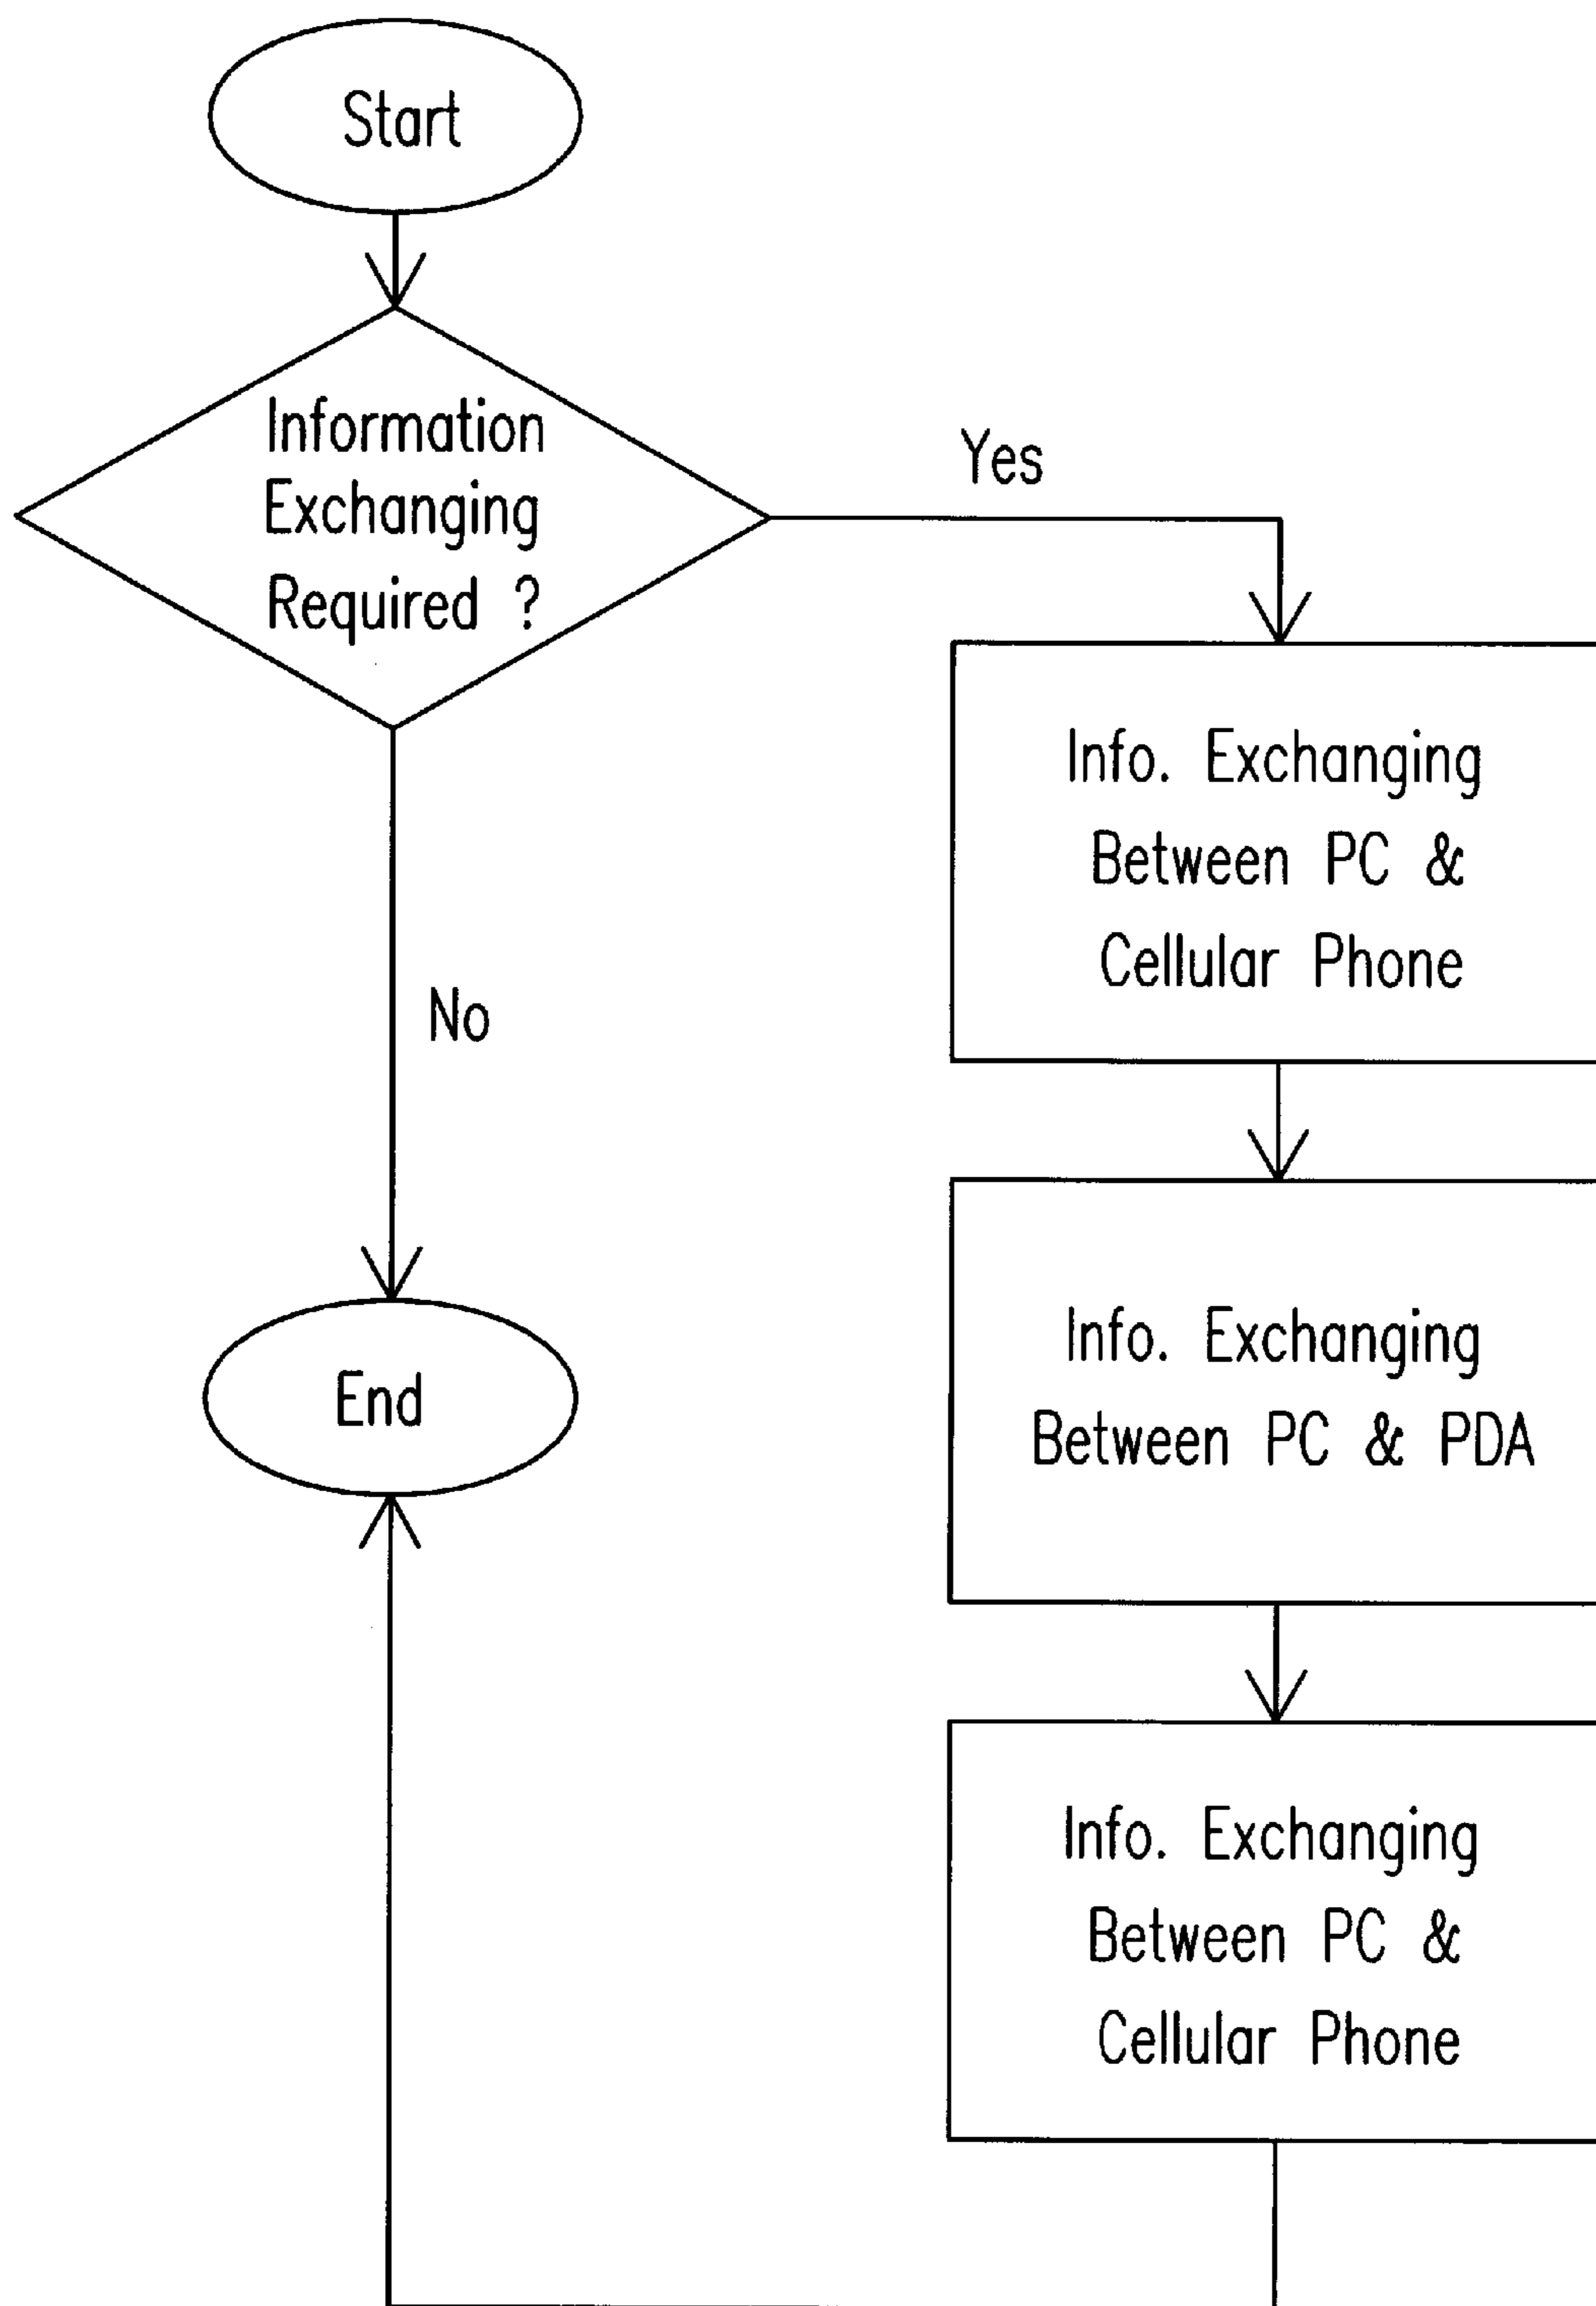 Start
Information
Exchanging
Required ?
Yes
Info. Exchanging
Between PC &
Cellular Phone
No
Info. Exchanging
Between PC & PDA
End
Info. Exchanging
Between PC &
Cellular Phone